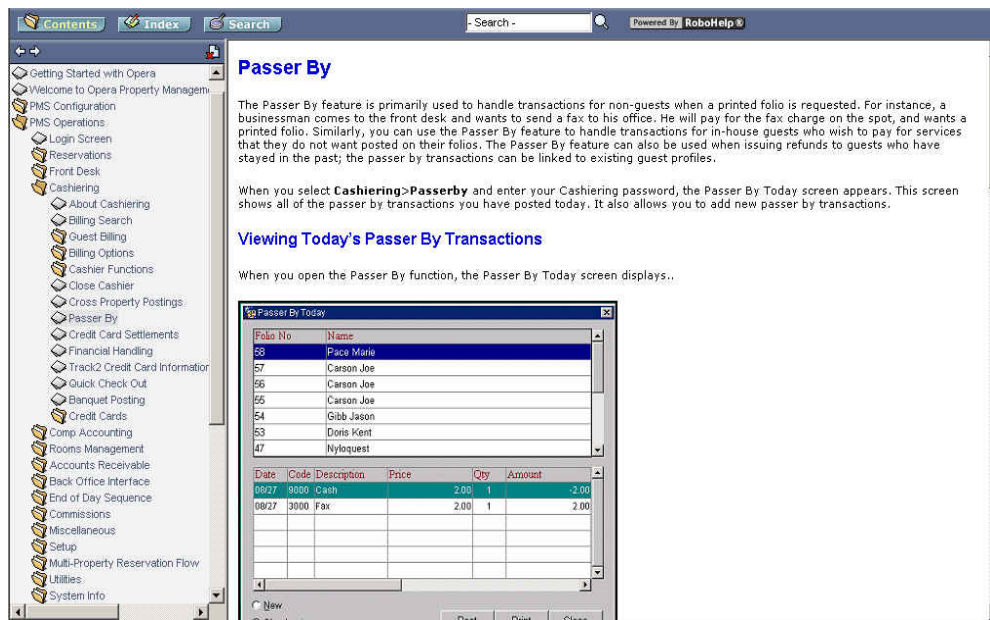 Contents
Index
Search
- Search -
Powered By RoboHelp ®
Getting Started with Opera
Welcome to Opera Property Managem
PMS Configuration
PMS Operations
Login Screen
Reservations
Front Desk
Cashiering
About Cashiering
Billing Search
Guest Billing
Billing Options
Cashier Functions
Close Cashier
Cross Property Postings
Passer By
Credit Card Settlements
Financial Handling
Track2 Credit Card Information
Quick Check Out
Banquet Posting
Credit Cards
Comp Accounting
Rooms Management
Accounts Receivable
Back Office Interface
End of Day Sequence
Commissions
Miscellaneous
Setup
Multi-Property Reservation Flow
Utilities
System Info
Passer By
The Passer By feature is primarily used to handle transactions for non-guests when a printed folio is requested. For instance, a
businessman comes to the front desk and wants to send a fax to his office. He will pay for the fax charge on the spot, and wants a
printed folio. Similarly, you can use the Passer By feature to handle transactions for in-house guests who wish to pay for services
that they do not want posted on their folios. The Passer By feature can also be used when issuing refunds to guests who have
stayed in the past; the passer by transactions can be linked to existing guest profiles.
When you select Cashiering>Passerby and enter your Cashiering password, the Passer By Today screen appears. This screen
shows all of the passer by transactions you have posted today. It also allows you to add new passer by transactions.
Viewing Today's Passer By Transactions
When you open the Passer By function, the Passer By Today screen displays..
Passer By Today
Folio No Name
58 Pace Marie
57 Carson Joe
56 Carson Joe
55 Carson Joe
54 Gibb Jason
53 Doris Kent
47 Nyloquest
Date Code Description Price Qty Amount
08/27 9000 Cash 2.00 1 -2.00
08/27 3000 Fax 2.00 1 2.00
New
Post Print Close